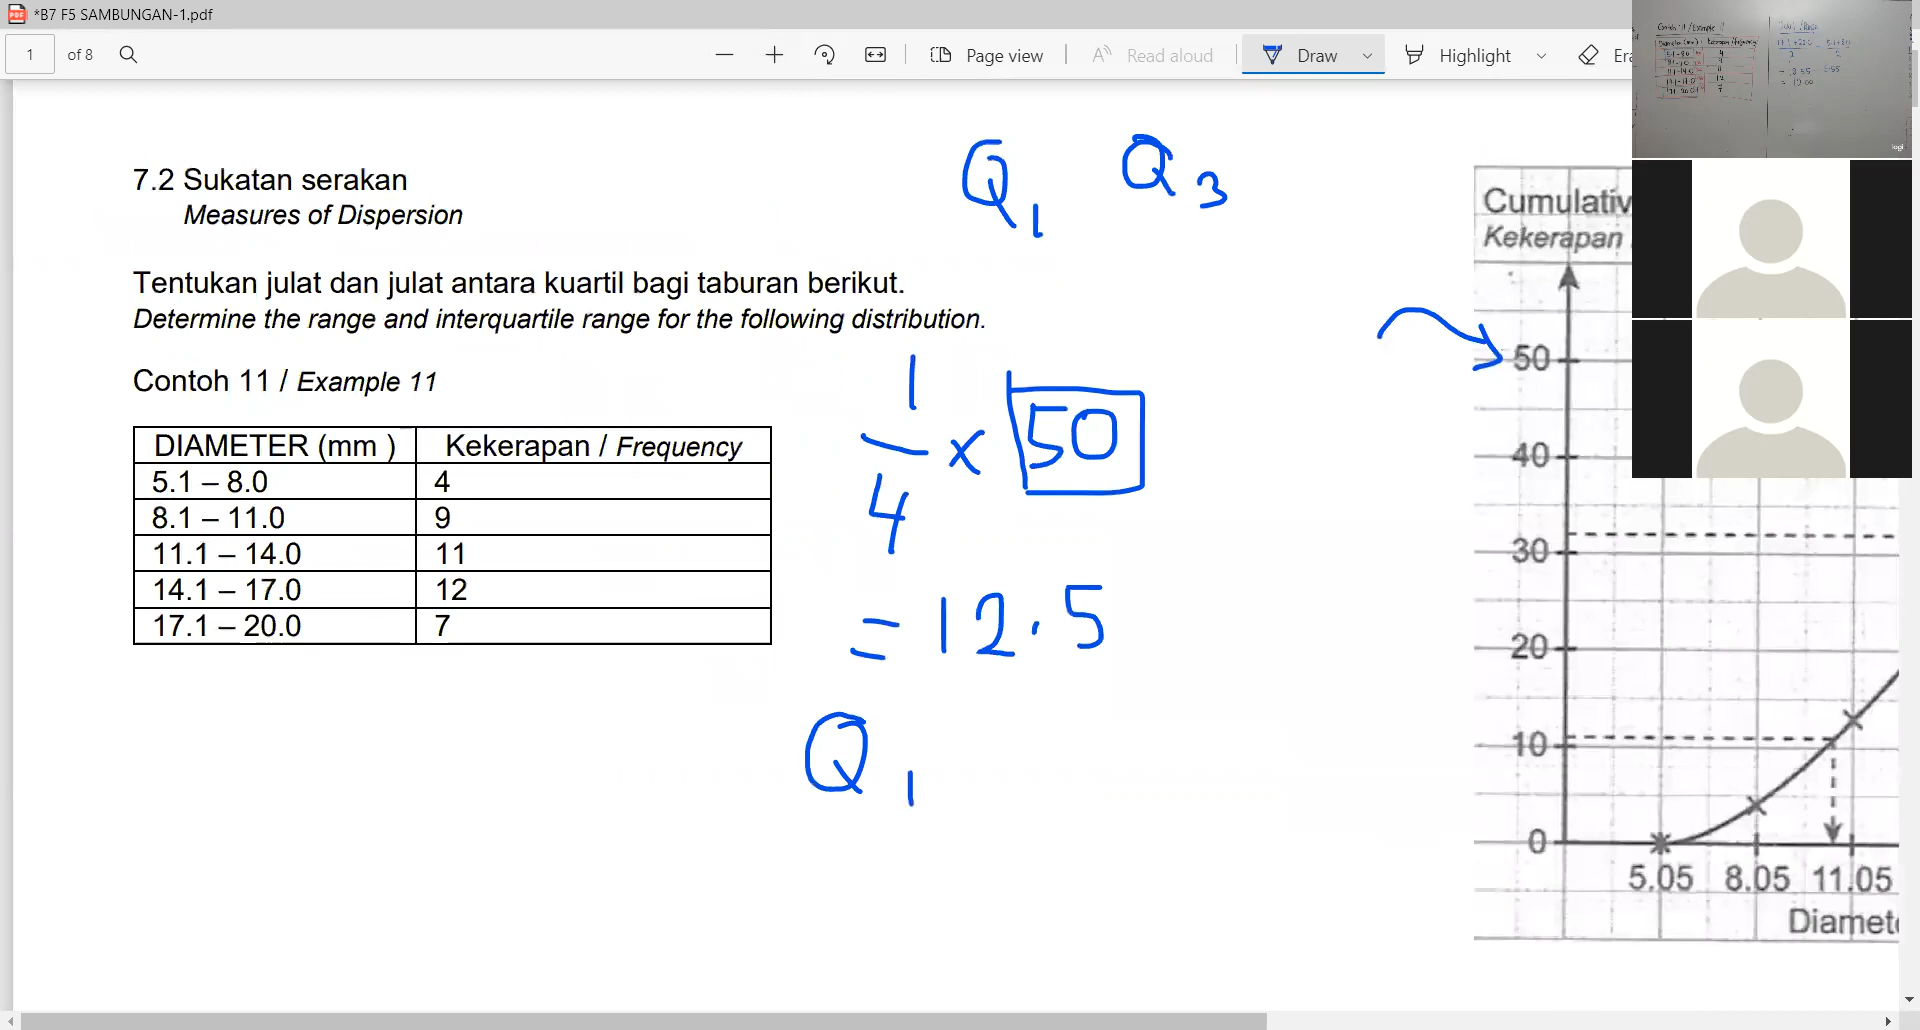 *B7 F5 SAMBUNGAN-1.pdf
1 of 8
Page view
Read aloud
Draw
Highlight
Era
7.2 Sukatan serakan
Measures of Dispersion
Q1 Q3
Tentukan julat dan julat antara kuartil bagi taburan berikut.
Determine the range and interquartile range for the following distribution.
Contoh 11 / Example 11
DIAMETER (mm ) Kekerapan / Frequency
5.1 – 8.0 4
8.1 – 11.0 9
11.1 – 14.0 11
14.1 – 17.0 12
17.1 – 20.0 7
1
4
× 50
= 12.5
Q1
Cumulativ
Kekerapan
50
40
30
20
10
0
5.05 8.05 11.05
Diamet
logi